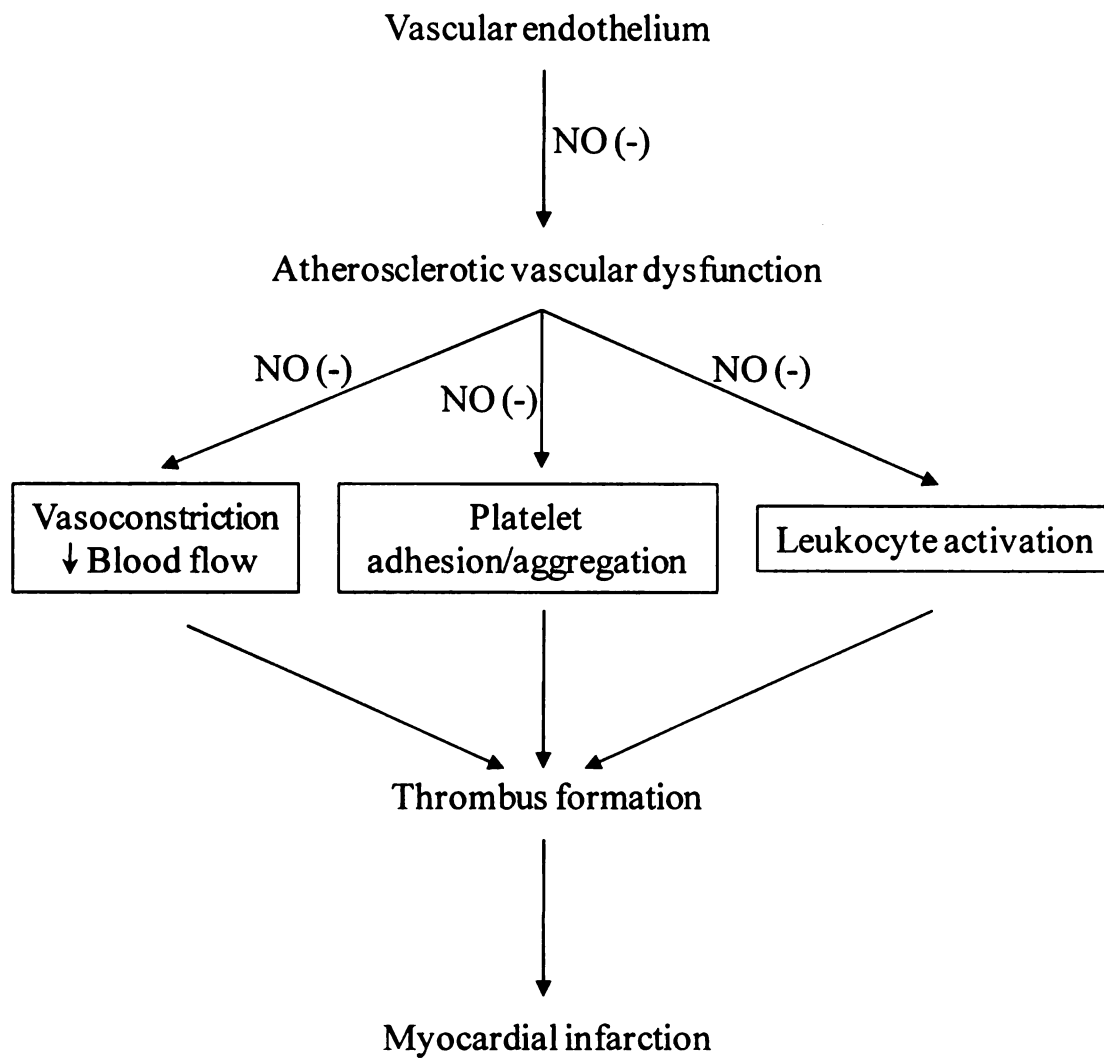 Vascular endothelium
NO (-)
Atherosclerotic vascular dysfunction
NO (-)
NO (-)
NO (-)
Vasoconstriction
↓ Blood flow
Platelet
adhesion/aggregation
Leukocyte activation
Thrombus formation
Myocardial infarction